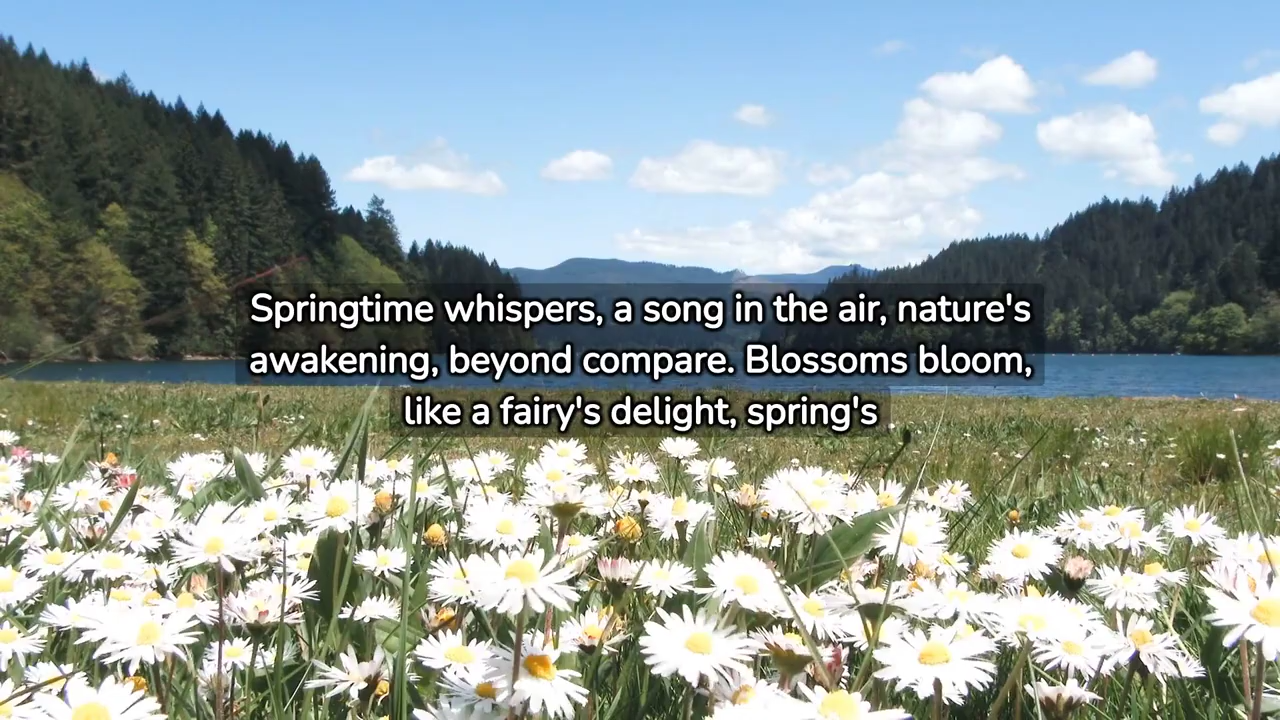 Springtime whispers, a song in the air, nature's
awakening, beyond compare. Blossoms bloom,
like a fairy's delight, spring's